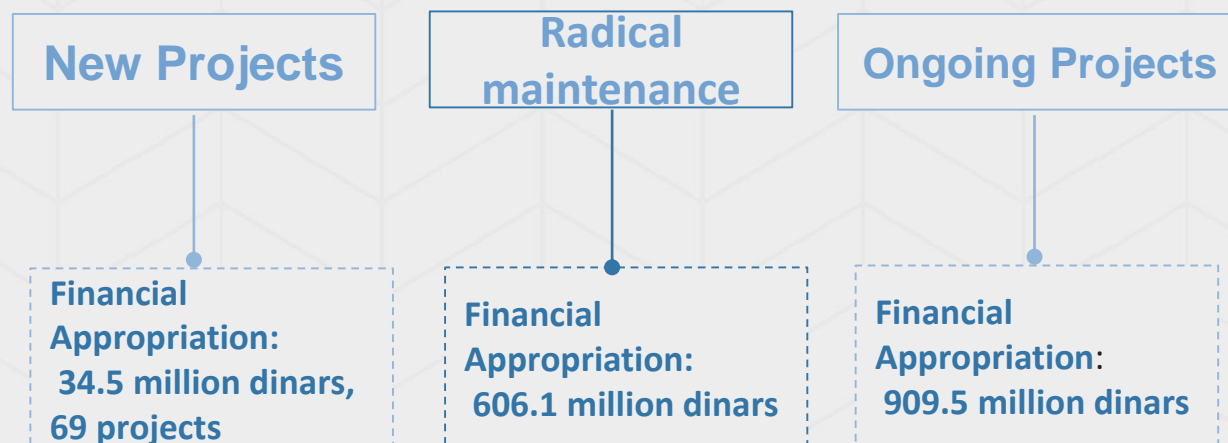 New Projects
Radical
maintenance
Ongoing Projects
Financial
Appropriation:
34.5 million dinars,
69 projects
Financial
Appropriation:
606.1 million dinars
Financial
Appropriation:
909.5 million dinars